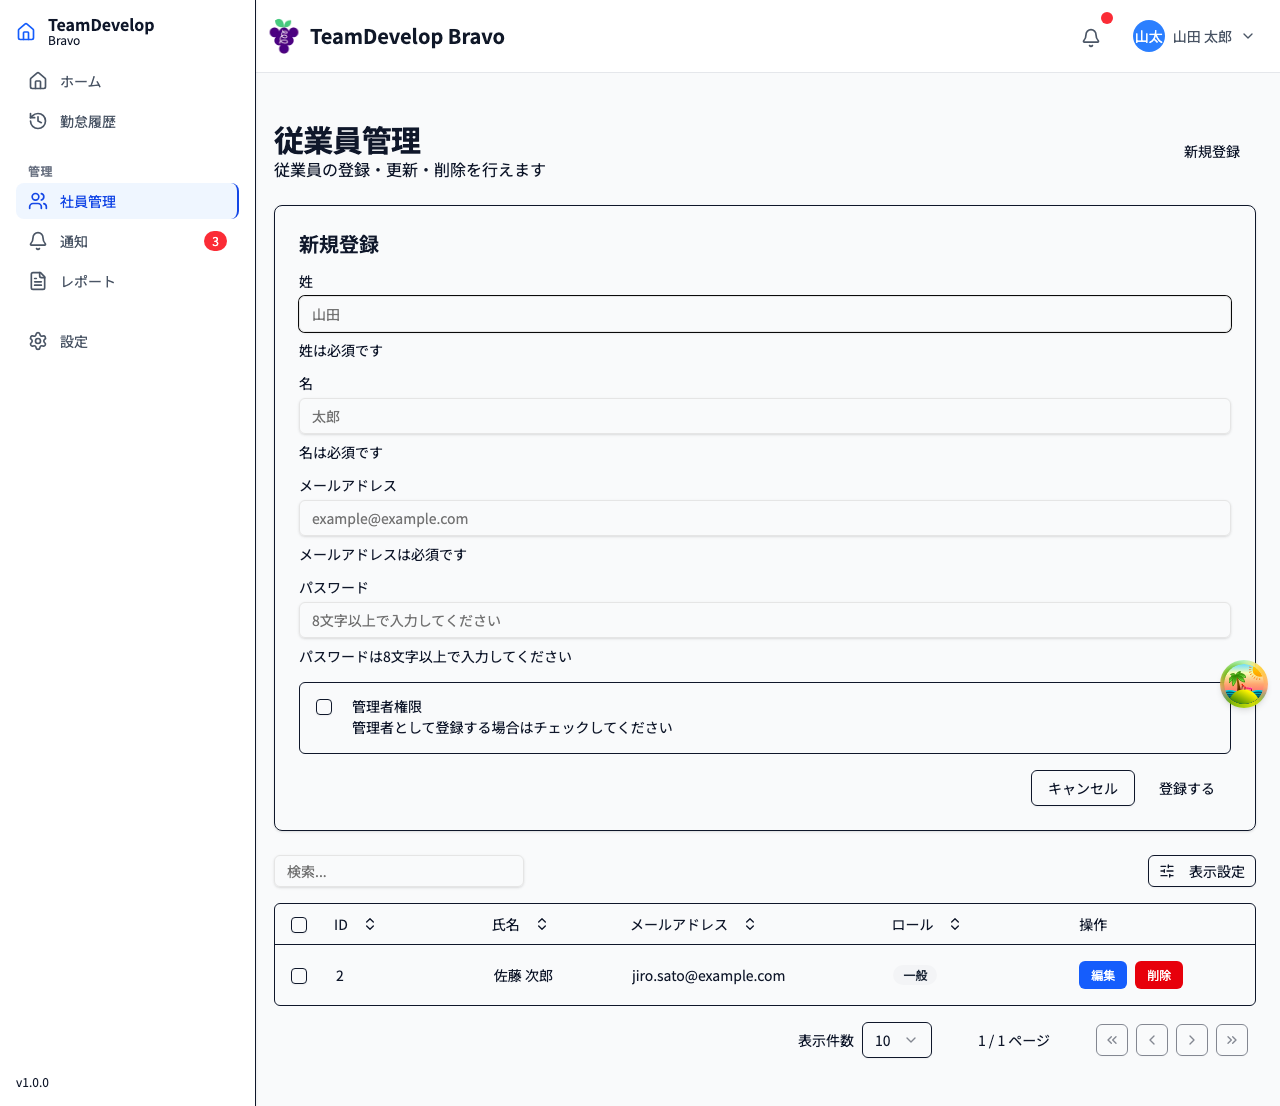 TeamDevelop
Bravo
ホーム
勤怠履歴
管理
社員管理
通知 3
レポート
設定
v1.0.0
TeamDevelop Bravo
山太 山田 太郎
従業員管理
従業員の登録・更新・削除を行えます
新規登録
新規登録
姓
山田
姓は必須です
名
太郎
名は必須です
メールアドレス
example@example.com
メールアドレスは必須です
パスワード
8文字以上で入力してください
パスワードは8文字以上で入力してください
管理者権限
管理者として登録する場合はチェックしてください
キャンセル 登録する
検索... 表示設定
ID 氏名 メールアドレス ロール 操作
2 佐藤 次郎 jiro.sato@example.com 一般 編集 削除
表示件数 10 1 / 1 ページ